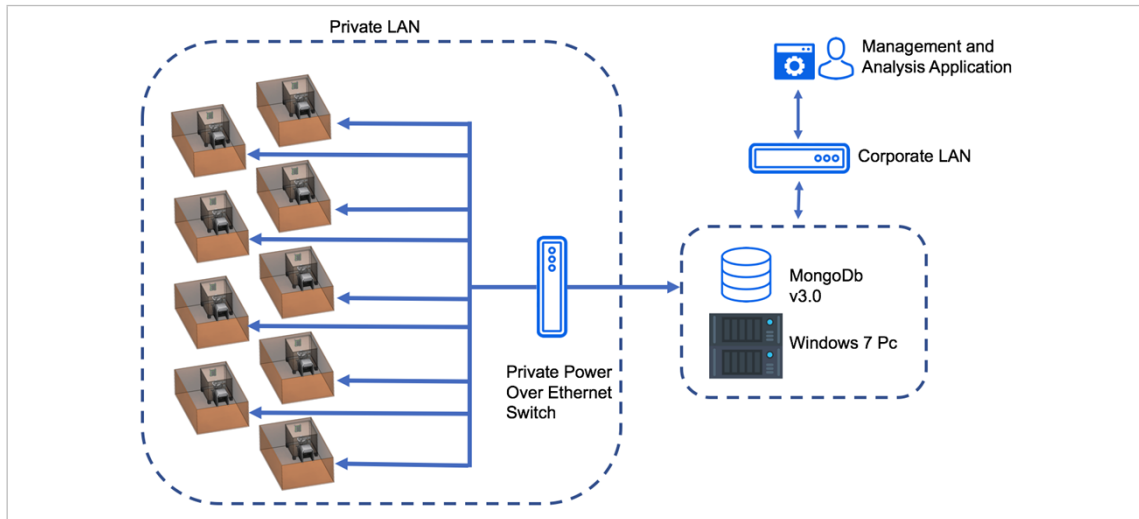 Private LAN
Management and
Analysis Application
Corporate LAN
MongoDb
v3.0
Windows 7 Pc
Private Power
Over Ethernet
Switch